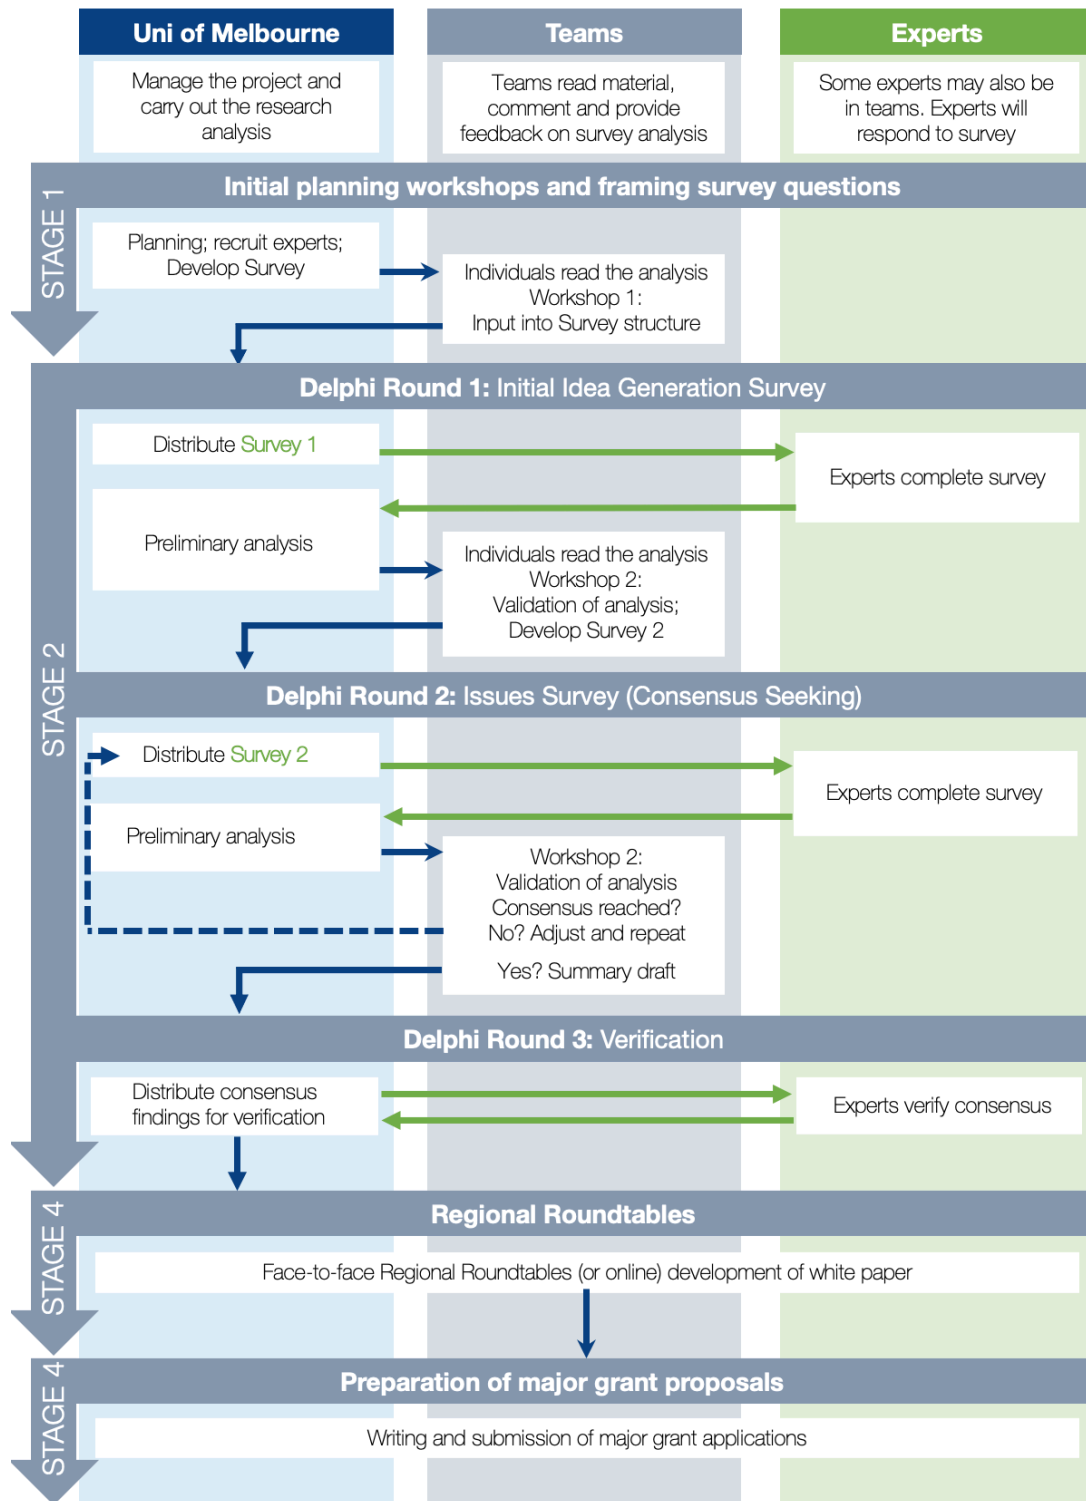 Uni of Melbourne
Teams
Experts
Manage the project and
carry out the research
analysis
Teams read material,
comment and provide
feedback on survey analysis
Some experts may also be
in teams. Experts will
respond to survey
STAGE 1
Initial planning workshops and framing survey questions
Planning; recruit experts;
Develop Survey
Individuals read the analysis
Workshop 1:
Input into Survey structure
STAGE 2
Delphi Round 1: Initial Idea Generation Survey
Distribute Survey 1
Experts complete survey
Preliminary analysis
Individuals read the analysis
Workshop 2:
Validation of analysis;
Develop Survey 2
Delphi Round 2: Issues Survey (Consensus Seeking)
Distribute Survey 2
Experts complete survey
Preliminary analysis
Workshop 2:
Validation of analysis
Consensus reached?
No? Adjust and repeat
Yes? Summary draft
Delphi Round 3: Verification
Distribute consensus
findings for verification
Experts verify consensus
STAGE 4
Regional Roundtables
Face-to-face Regional Roundtables (or online) development of white paper
STAGE 4
Preparation of major grant proposals
Writing and submission of major grant applications